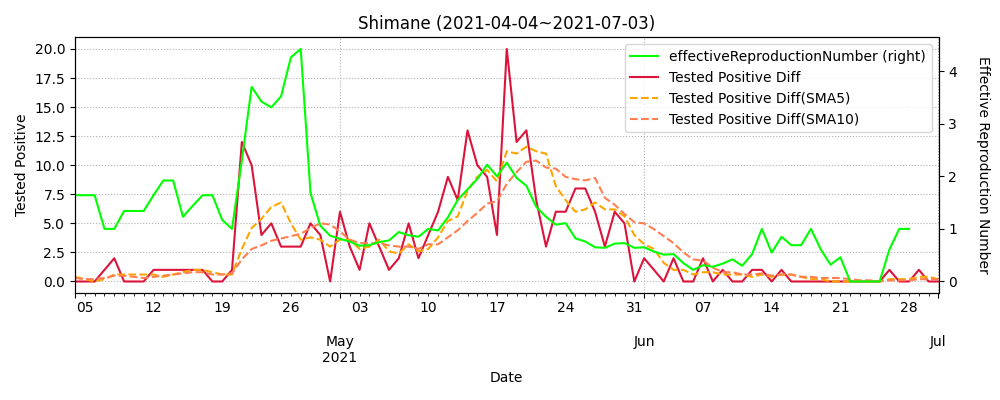 Shimane (2021-04-04~2021-07-03)
effectiveReproductionNumber (right)
Tested Positive Diff
Tested Positive Diff(SMA5)
Tested Positive Diff(SMA10)
Tested Positive
20.0
17.5
15.0
12.5
10.0
7.5
5.0
2.5
0.0
Effective Reproduction Number
4
3
2
1
0
05 12 19 26 03 10 17 24 31 07 14 21 28
May Jun Jul
2021
Date